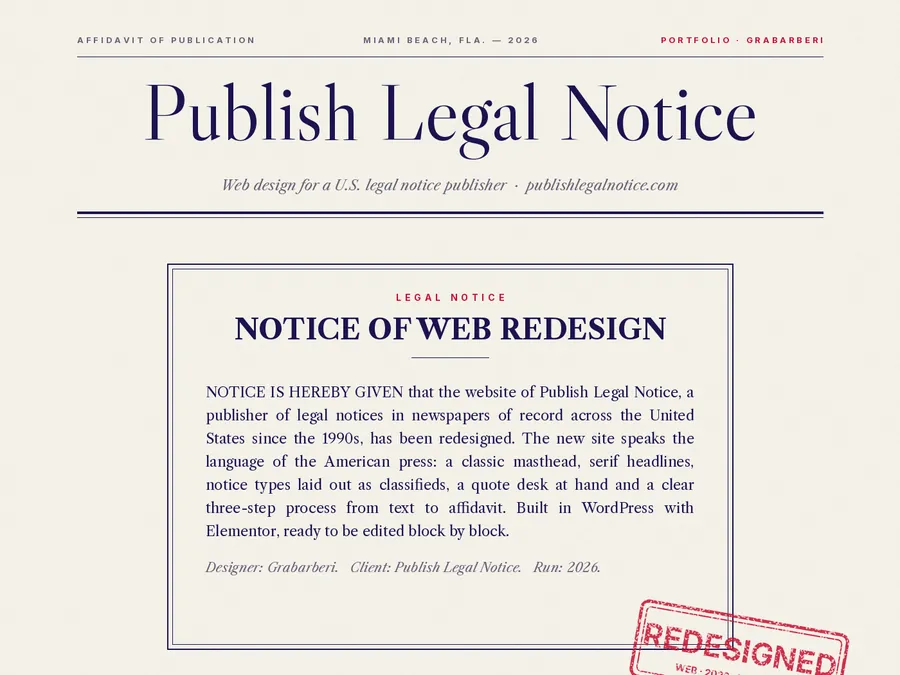 AFFIDAVIT OF PUBLICATION
MIAMI BEACH, FLA. — 2026
PORTFOLIO · GRABARBERI
Publish Legal Notice
Web design for a U.S. legal notice publisher · publishlegalnotice.com
LEGAL NOTICE
NOTICE OF WEB REDESIGN
NOTICE IS HEREBY GIVEN that the website of Publish Legal Notice, a
publisher of legal notices in newspapers of record across the United
States since the 1990s, has been redesigned. The new site speaks the
language of the American press: a classic masthead, serif headlines,
notice types laid out as classifieds, a quote desk at hand and a clear
three-step process from text to affidavit. Built in WordPress with
Elementor, ready to be edited block by block.
Designer: Grabarberi. Client: Publish Legal Notice. Run: 2026.
REDESIGNED
WEB ·